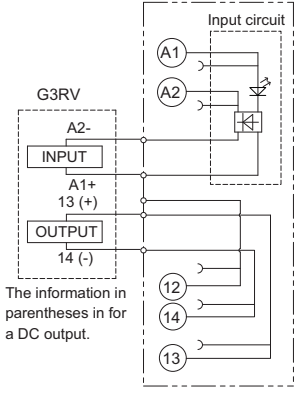 Input circuit
A1
A2
G3RV
A2-
INPUT
A1+
13 (+)
OUTPUT
14 (-)
The information in
parentheses in for
a DC output.
12
14
13